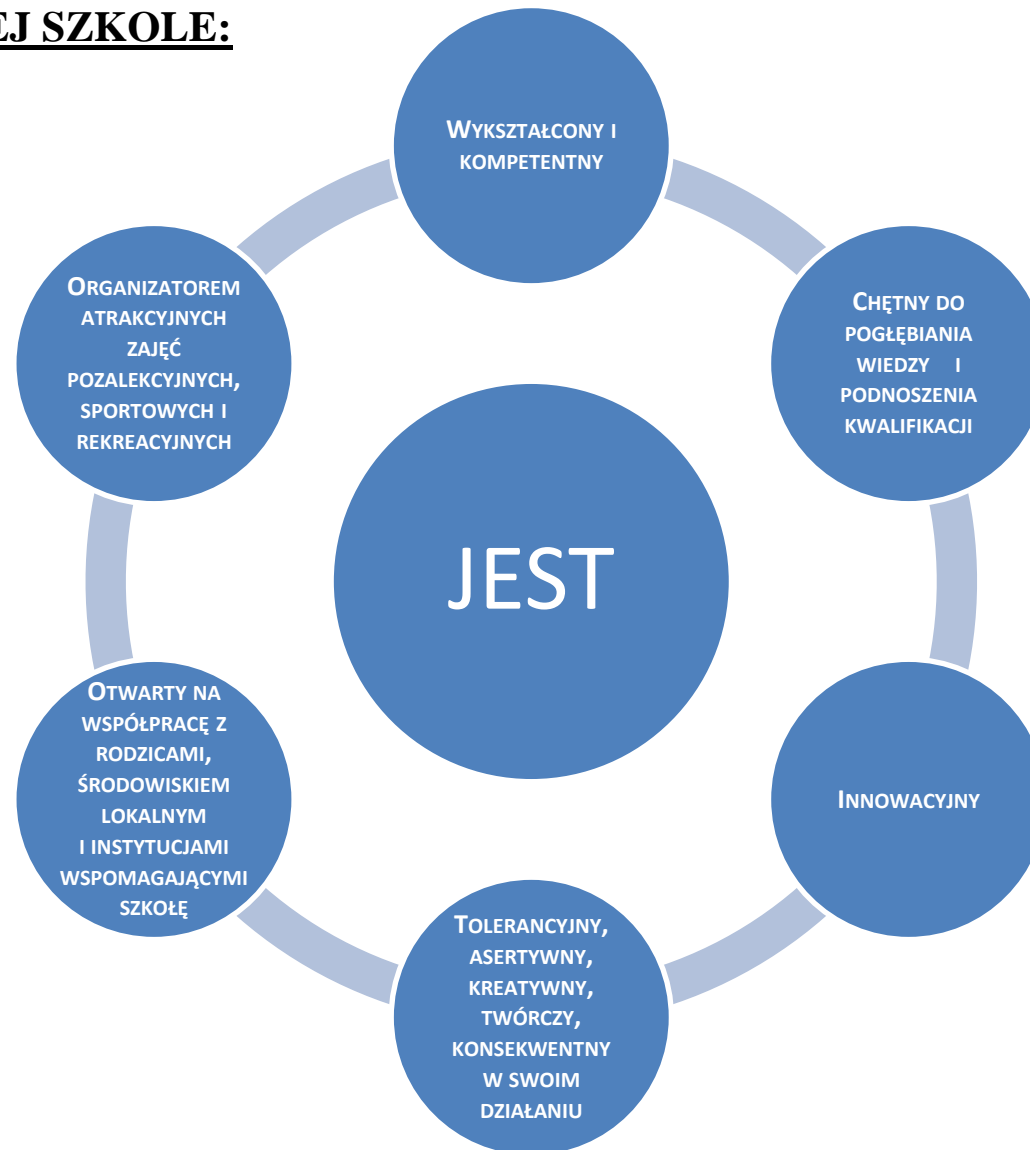 EJ SZKOLE:
WYKSZTAŁCONY I
KOMPETENTNY
CHĘTNY DO
POGŁĘBIANIA
WIEDZY I
PODNOSZENIA
KWALIFIKACJI
INNOWACYJNY
TOLERANCYJNY,
ASERTYWNY,
KREATYWNY,
TWÓRCZY,
KONSEKWENTNY
W SWOIM
DZIAŁANIU
OTWARTY NA
WSPÓŁPRACĘ Z
RODZICAMI,
ŚRODOWISKIEM
LOKALNYM
I INSTYTUCJAMI
WSPOMAGAJĄCYMI
SZKOŁĘ
ORGANIZATOREM
ATRAKCYJNYCH
ZAJĘĆ
POZALEKCYJNYCH,
SPORTOWYCH I
REKREACYJNYCH
JEST